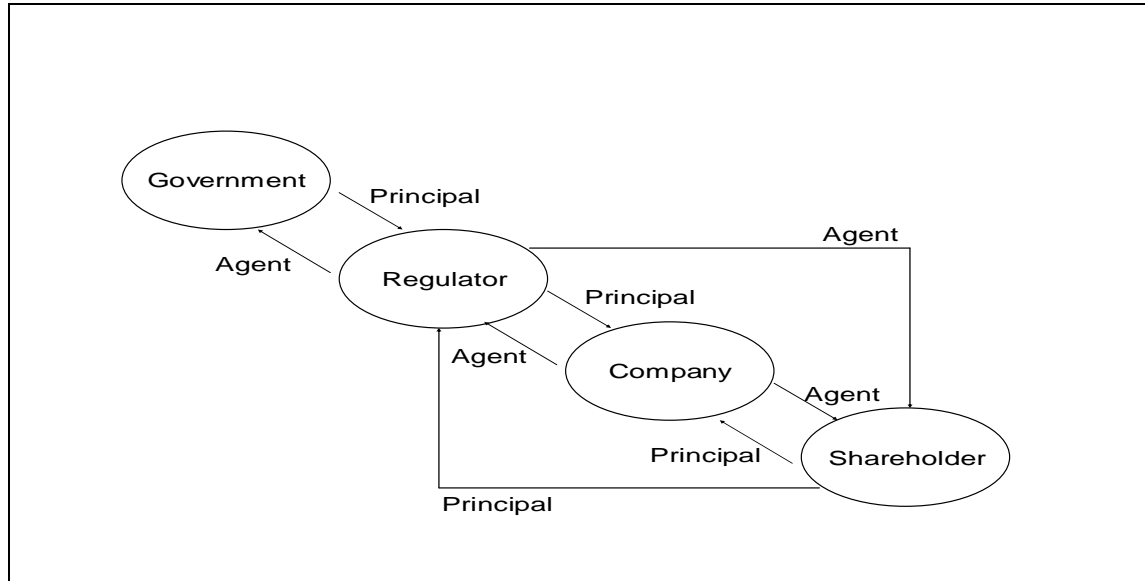 Government
Principal
Agent
Agent
Regulator
Principal
Agent
Company
Agent
Principal
Shareholder
Principal